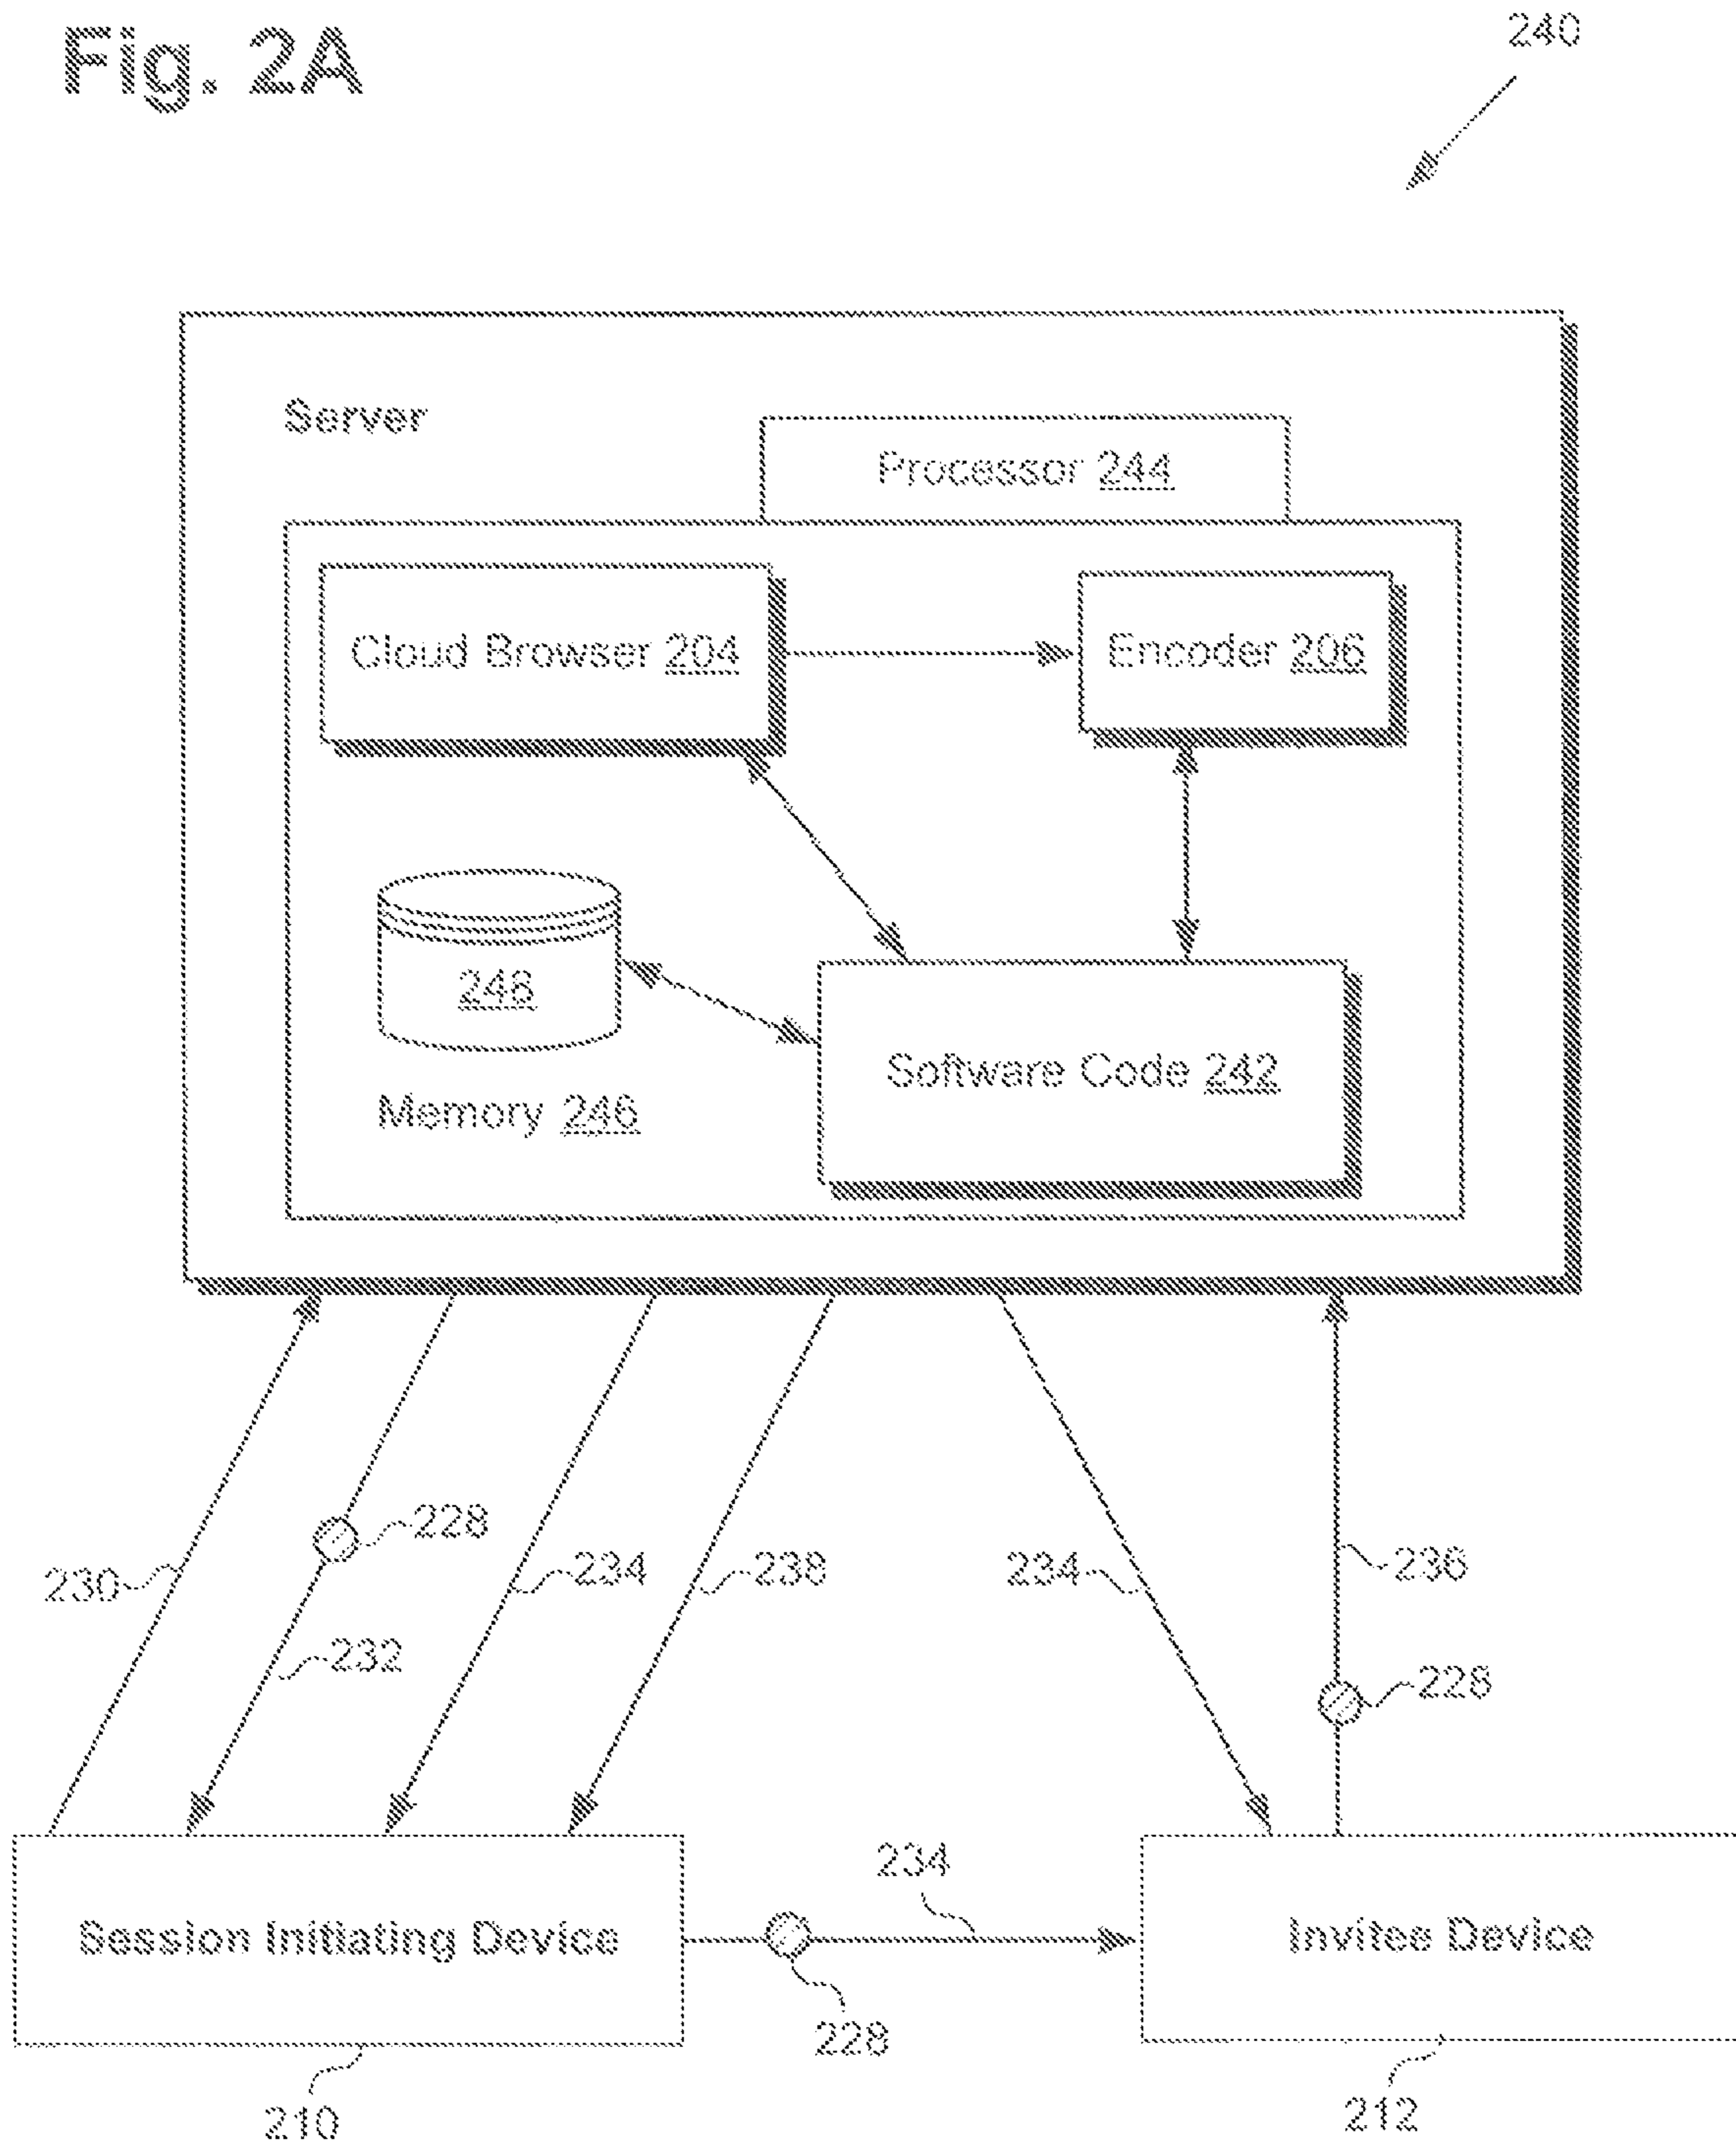 Fig. 2A
240
Server
Processor 244
Cloud Browser 204
Encoder 206
248
Software Code 242
Memory 246
228
230
234
238
234
236
232
228
234
Session Initiating Device
Invitee Device
228
210
212